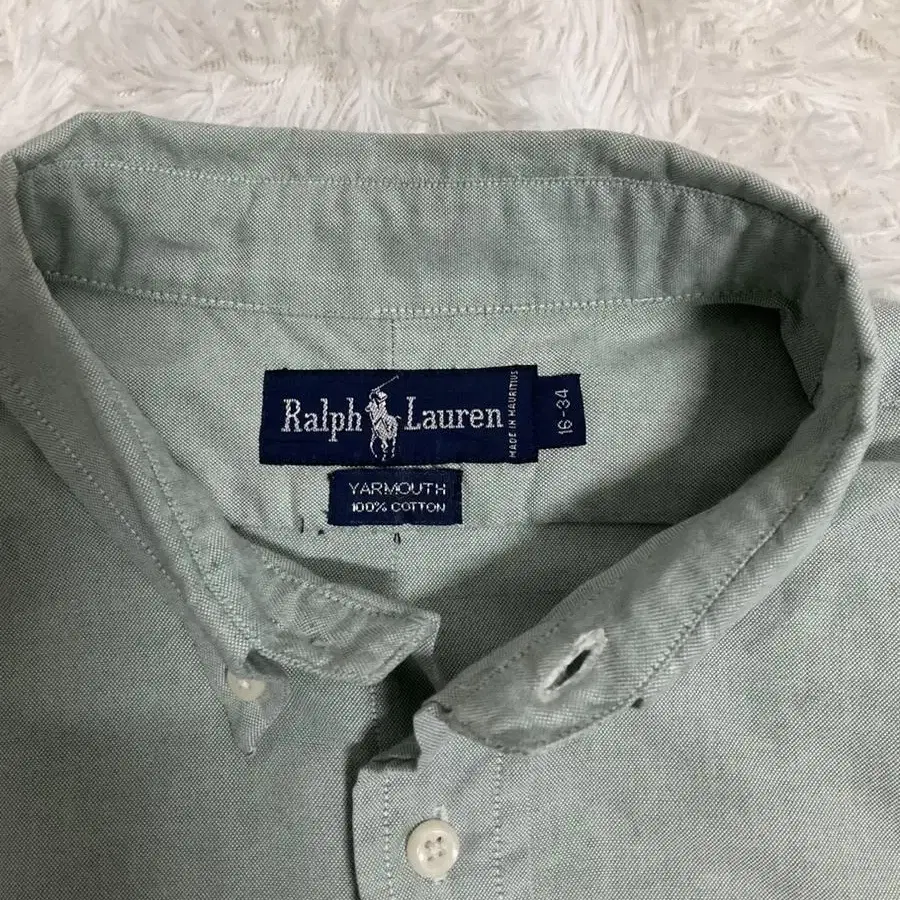 Ralph Lauren
MADE IN MAURITIUS
16-34
YARMOUTH
100% COTTON